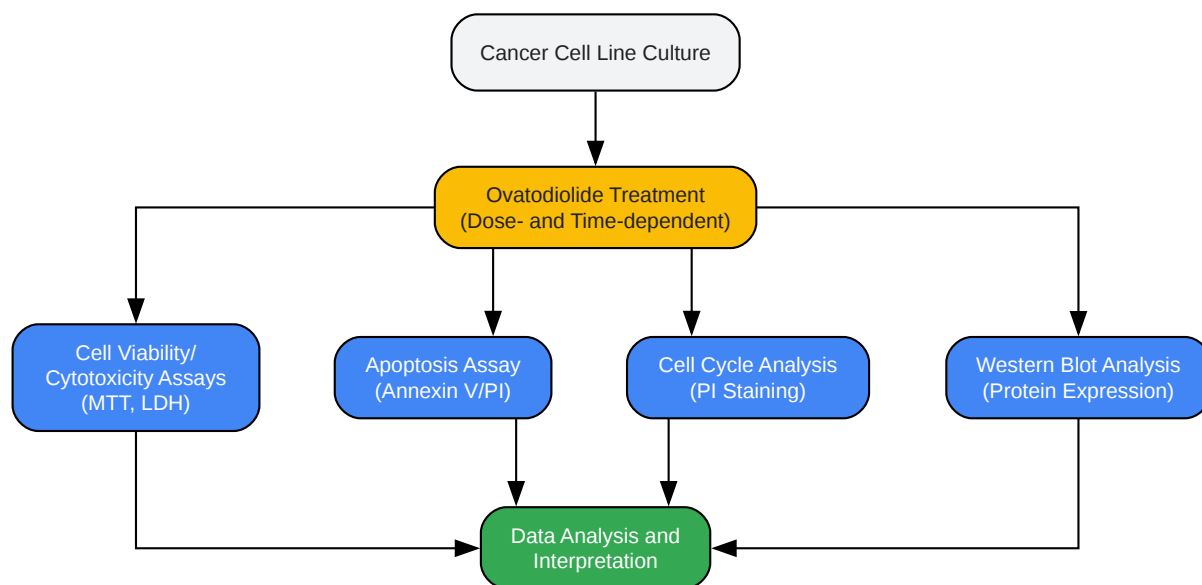 Cancer Cell Line Culture
Ovatodiolide Treatment
(Dose- and Time-dependent)
Cell Viability/
Cytotoxicity Assays
(MTT, LDH)
Apoptosis Assay
(Annexin V/PI)
Cell Cycle Analysis
(PI Staining)
Western Blot Analysis
(Protein Expression)
Data Analysis and
Interpretation